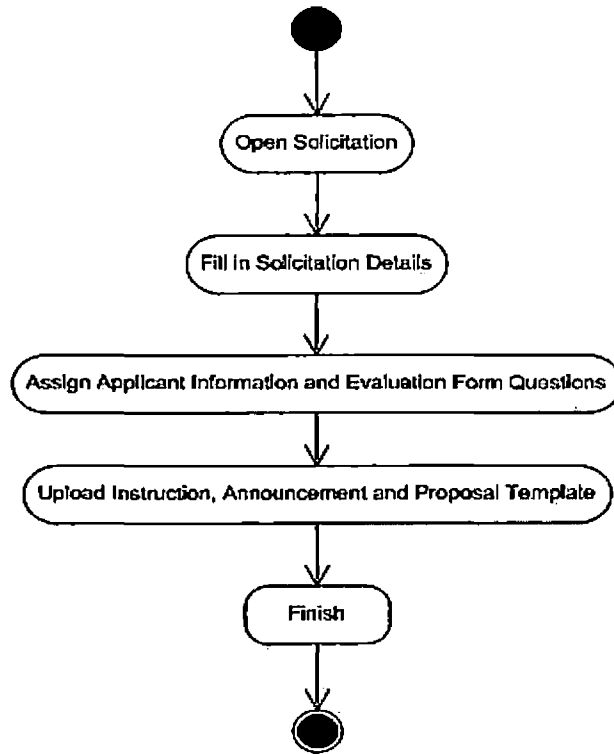 Open Solicitation
Fill in Solicitation Details
Assign Applicant Information and Evaluation Form Questions
Upload Instruction, Announcement and Proposal Template
Finish